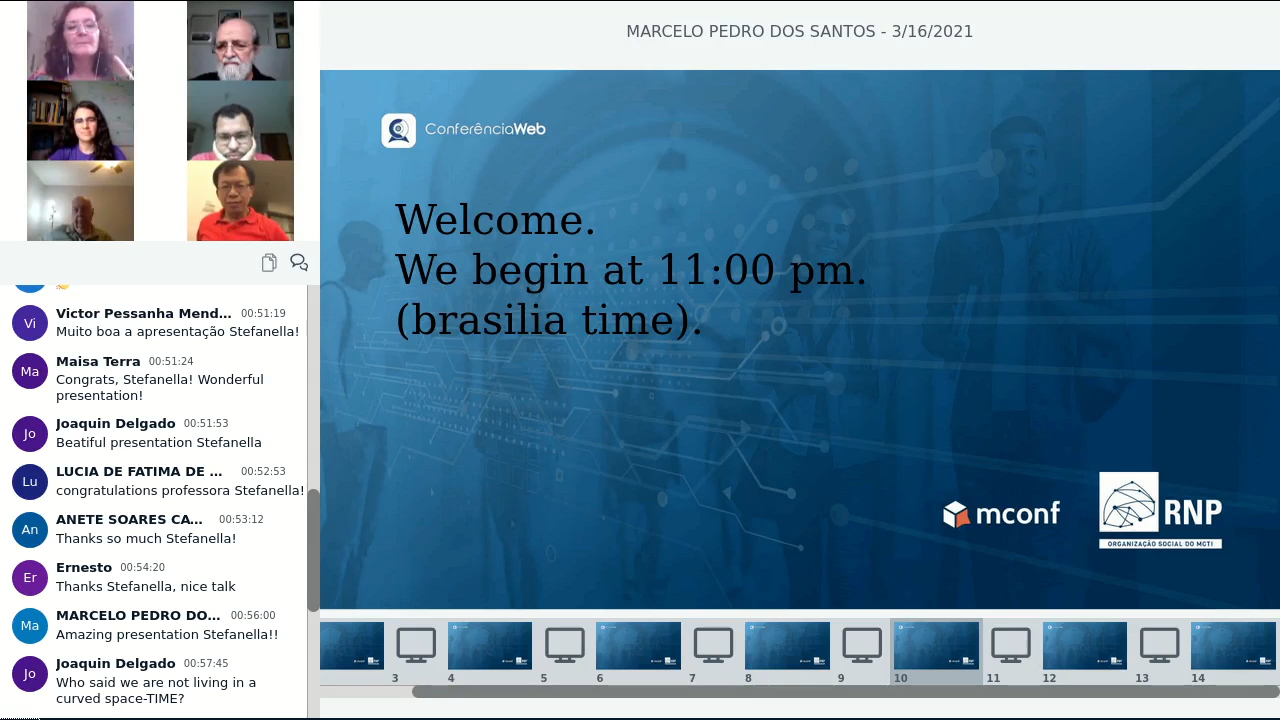 MARCELO PEDRO DOS SANTOS - 3/16/2021
ConferênciaWeb
Welcome.
We begin at 11:00 pm.
(brasilia time).
mconf
RNP
ORGANIZAÇÃO SOCIAL DO MCTI
Vi
Victor Pessanha Mend... 00:51:19
Muito boa a apresentação Stefanella!
Ma
Maisa Terra 00:51:24
Congrats, Stefanella! Wonderful
presentation!
Jo
Joaquin Delgado 00:51:53
Beatiful presentation Stefanella
Lu
LUCIA DE FATIMA DE ... 00:52:53
congratulations professora Stefanella!
An
ANETE SOARES CA... 00:53:12
Thanks so much Stefanella!
Er
Ernesto 00:54:20
Thanks Stefanella, nice talk
Ma
MARCELO PEDRO DO... 00:56:00
Amazing presentation Stefanella!!
Jo
Joaquin Delgado 00:57:45
Who said we are not living in a
curved space-TIME?
3 4 5 6 7 8 9 10 11 12 13 14